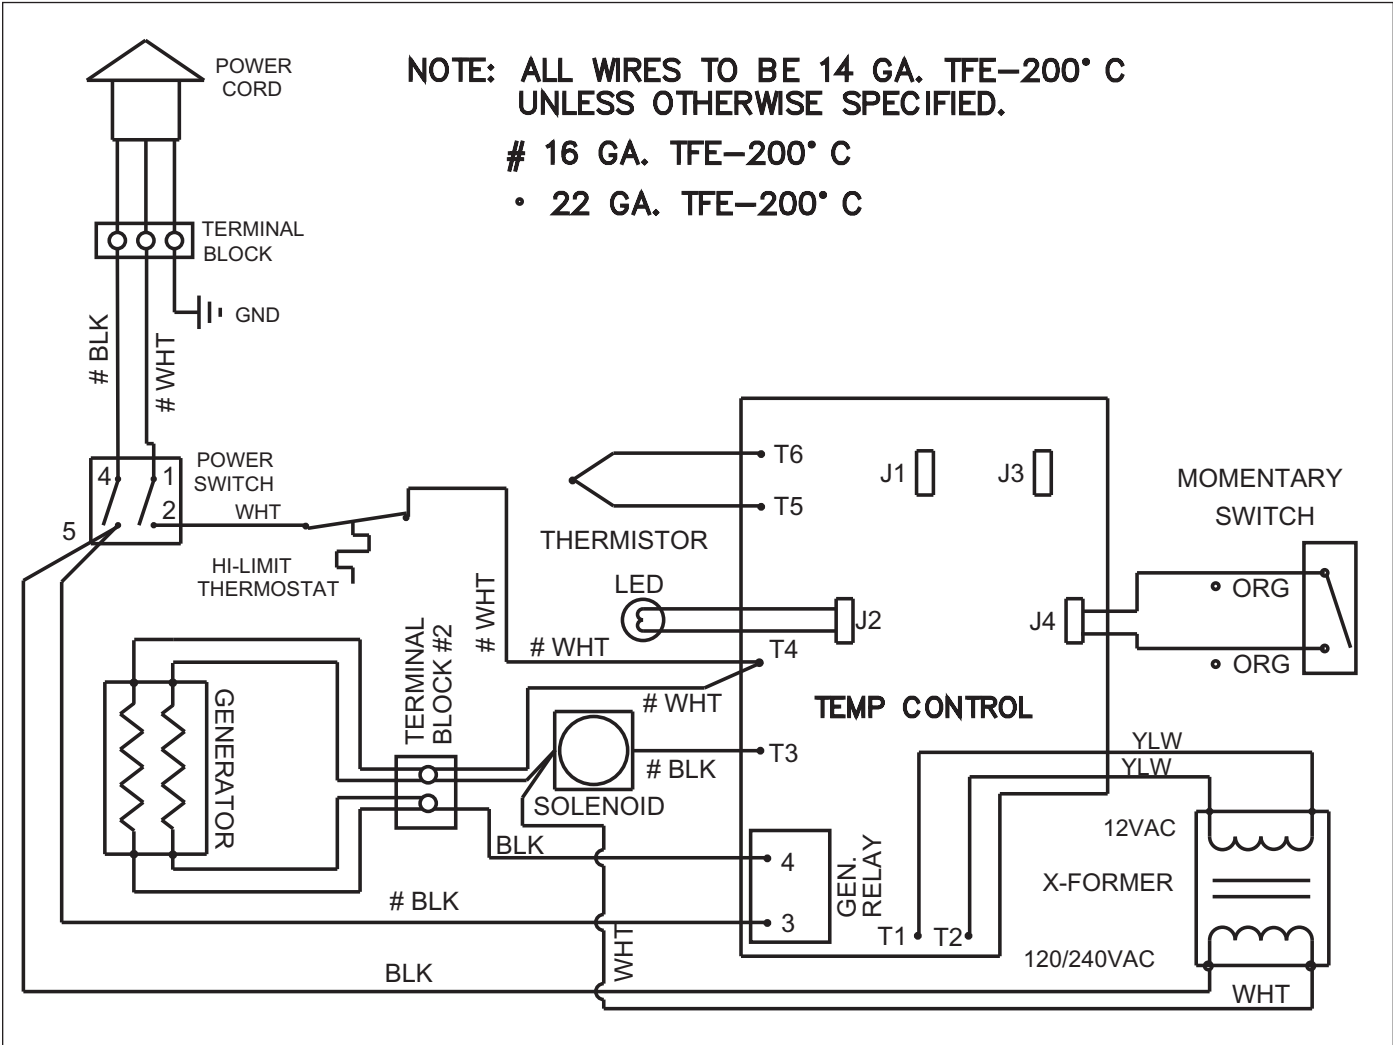 POWER
CORD
NOTE: ALL WIRES TO BE 14 GA. TFE-200° C
UNLESS OTHERWISE SPECIFIED.
# 16 GA. TFE-200° C
∘ 22 GA. TFE-200° C
TERMINAL
BLOCK
GND
# BLK
# WHT
POWER
SWITCH
4
1
2
5
WHT
HI-LIMIT
THERMOSTAT
T6
T5
THERMISTOR
J1
J3
MOMENTARY
SWITCH
LED
J2
J4
∘ ORG
∘ ORG
# WHT
# WHT
T4
# WHT
TERMINAL
BLOCK #2
GENERATOR
TEMP CONTROL
T3
# BLK
SOLENOID
YLW
YLW
12VAC
BLK
4
GEN.
RELAY
X-FORMER
# BLK
3
T1
T2
WHT
120/240VAC
BLK
WHT